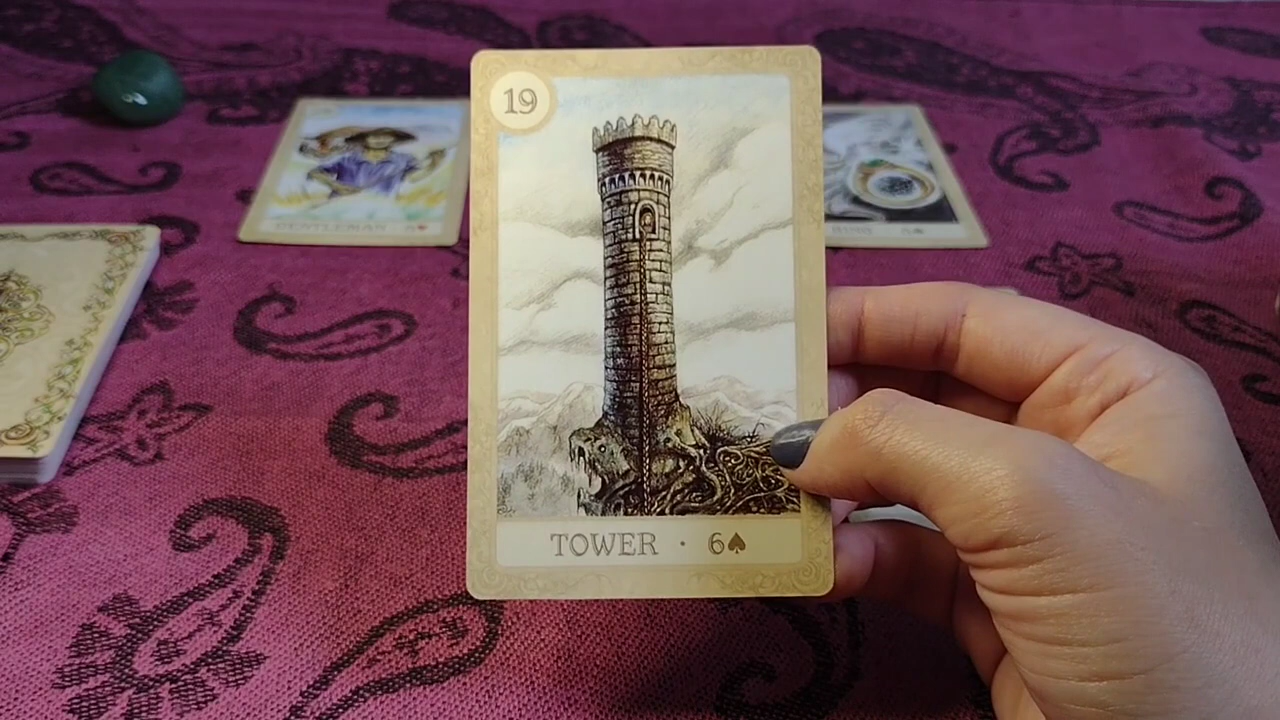 19
TOWER · 6♠
GENTLEMAN
RING